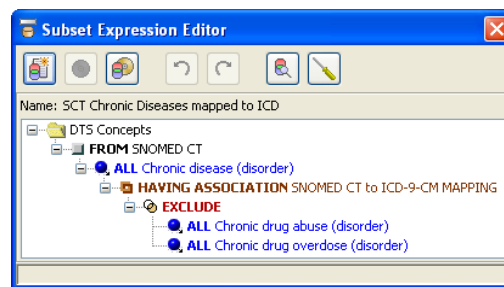 Subset Expression Editor
Name: SCT Chronic Diseases mapped to ICD
DTS Concepts
FROM SNOMED CT
ALL Chronic disease (disorder)
HAVING ASSOCIATION SNOMED CT to ICD-9-CM MAPPING
EXCLUDE
ALL Chronic drug abuse (disorder)
ALL Chronic drug overdose (disorder)